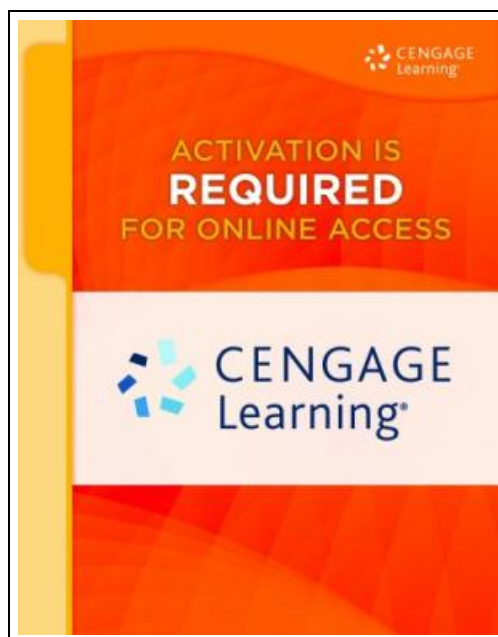 CENGAGE
Learning®
ACTIVATION IS
REQUIRED
FOR ONLINE ACCESS
CENGAGE
Learning®